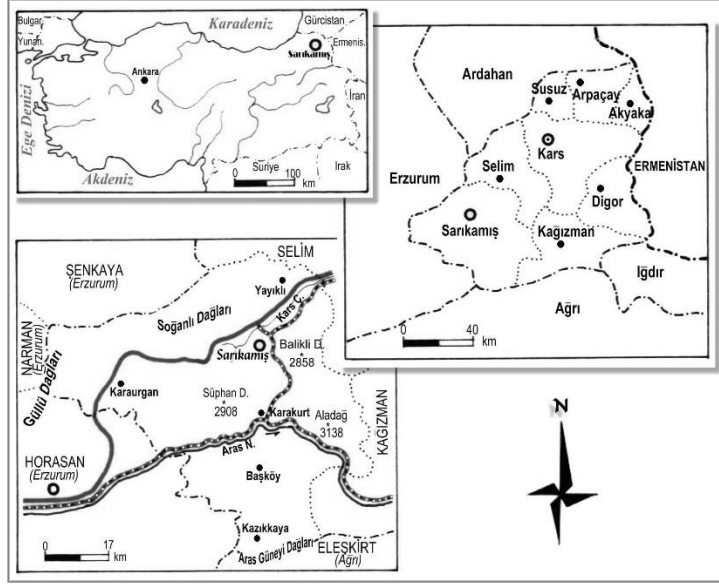 Bulgar.
Karadeniz
Gürcistan
Yunan.
Sarıkamış
Ermenis.
Ankara
Ege Denizi
İran
Akdeniz
Suriye
Irak
0 100
km
Ardahan
Susuz
Arpaçay
Akyaka
Kars
Erzurum
Selim
ERMENİSTAN
Digor
Sarıkamış
Kağızman
Iğdır
Ağrı
0 40
km
SELİM
ŞENKAYA
(Erzurum)
Yayıklı
Soğanlı Dağları
Kars Ç.
NARMAN
(Erzurum)
Sarıkamış
Balikli D.
2858
Güllü Dağları
Karaurgan
Süphan D.
2908
Karakurt
Aladağ
3138
KAĞIZMAN
Aras N.
HORASAN
(Erzurum)
Başköy
Kazıkkaya
Aras Güneyi Dağları
ELEŞKİRT
(Ağrı)
0 17
km
N